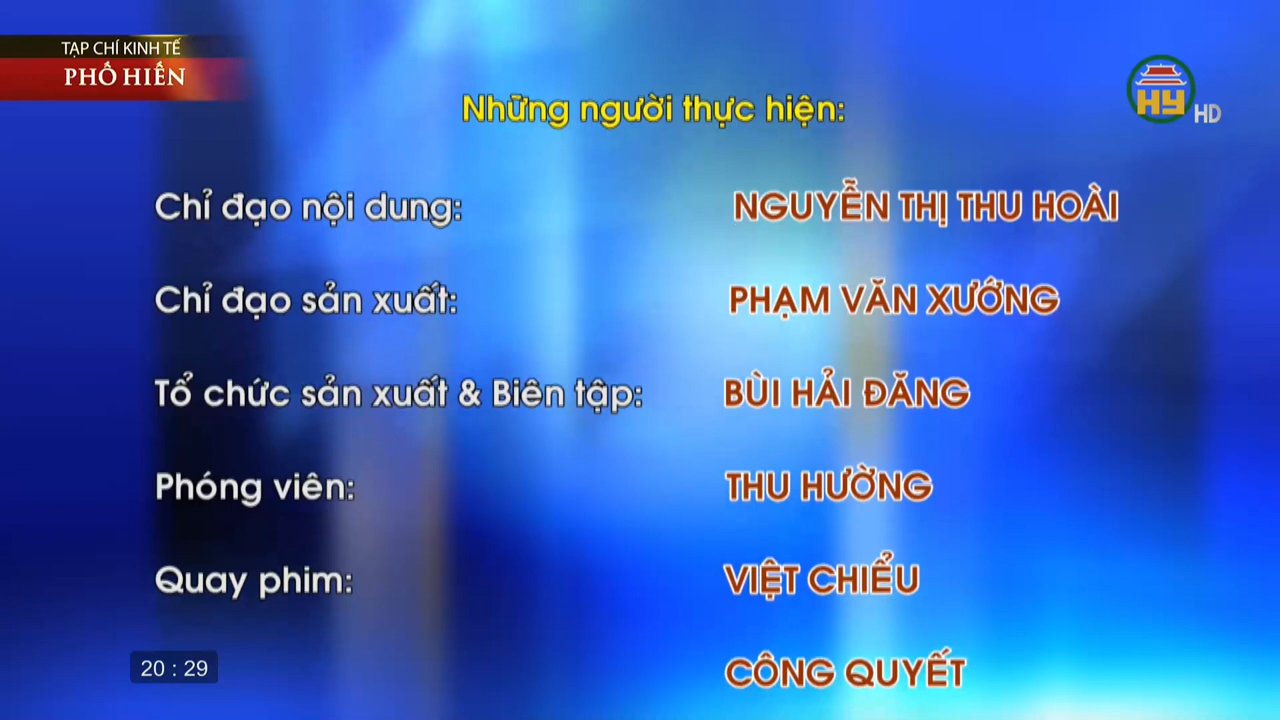 TẠP CHÍ KINH TẾ
PHỐ HIẾN
HY HD
Những người thực hiện:
Chỉ đạo nội dung: NGUYỄN THỊ THU HOÀI
Chỉ đạo sản xuất: PHẠM VĂN XƯỚNG
Tổ chức sản xuất & Biên tập: BÙI HẢI ĐĂNG
Phóng viên: THU HƯỜNG
Quay phim: VIỆT CHIỂU
CÔNG QUYẾT
20 : 29